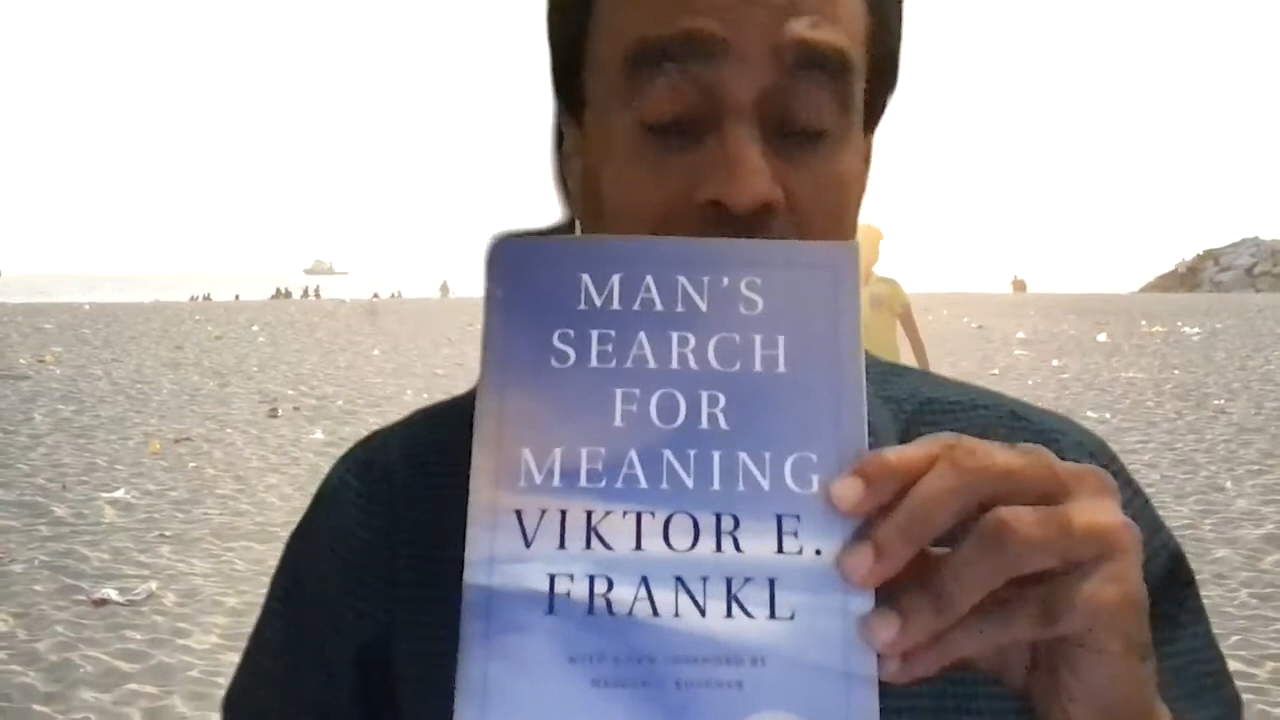 MAN'S
SEARCH
FOR
MEANING
VIKTOR E.
FRANKL